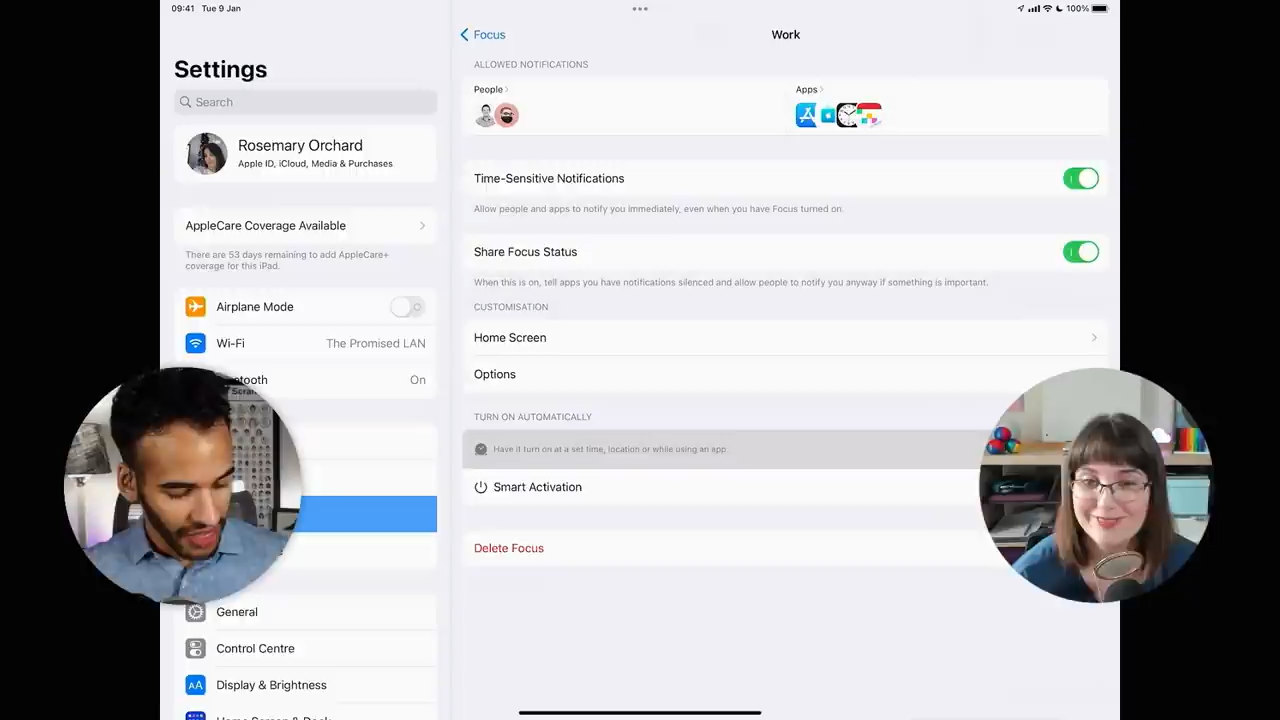 09:41 Tue 9 Jan
100%
Settings
Search
Rosemary Orchard
Apple ID, iCloud, Media & Purchases
AppleCare Coverage Available
There are 53 days remaining to add AppleCare+
coverage for this iPad.
Airplane Mode
Wi-Fi The Promised LAN
etooth On
Scran
General
Control Centre
AA Display & Brightness
Home Screen & Dock
Focus
Work
ALLOWED NOTIFICATIONS
People
Apps
Time-Sensitive Notifications
Allow people and apps to notify you immediately, even when you have Focus turned on.
Share Focus Status
When this is on, tell apps you have notifications silenced and allow people to notify you anyway if something is important.
CUSTOMISATION
Home Screen
Options
TURN ON AUTOMATICALLY
Have it turn on at a set time, location or while using an app.
Smart Activation
Delete Focus